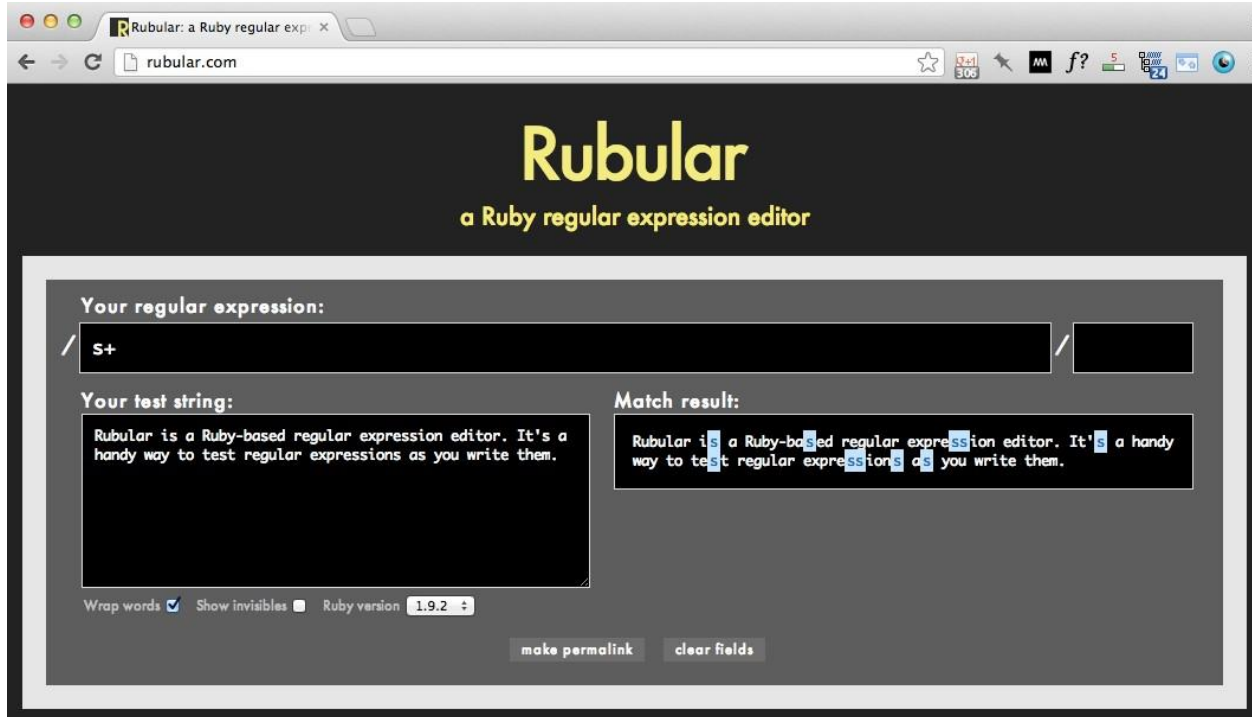 Rubular: a Ruby regular exp
rubular.com
306
f?
5
24
Rubular
a Ruby regular expression editor
Your regular expression:
/ s+ /
Your test string:
Rubular is a Ruby-based regular expression editor. It's a
handy way to test regular expressions as you write them.
Match result:
Rubular is a Ruby-based regular expression editor. It's a handy
way to test regular expressions as you write them.
Wrap words Show invisibles Ruby version 1.9.2
make permalink clear fields